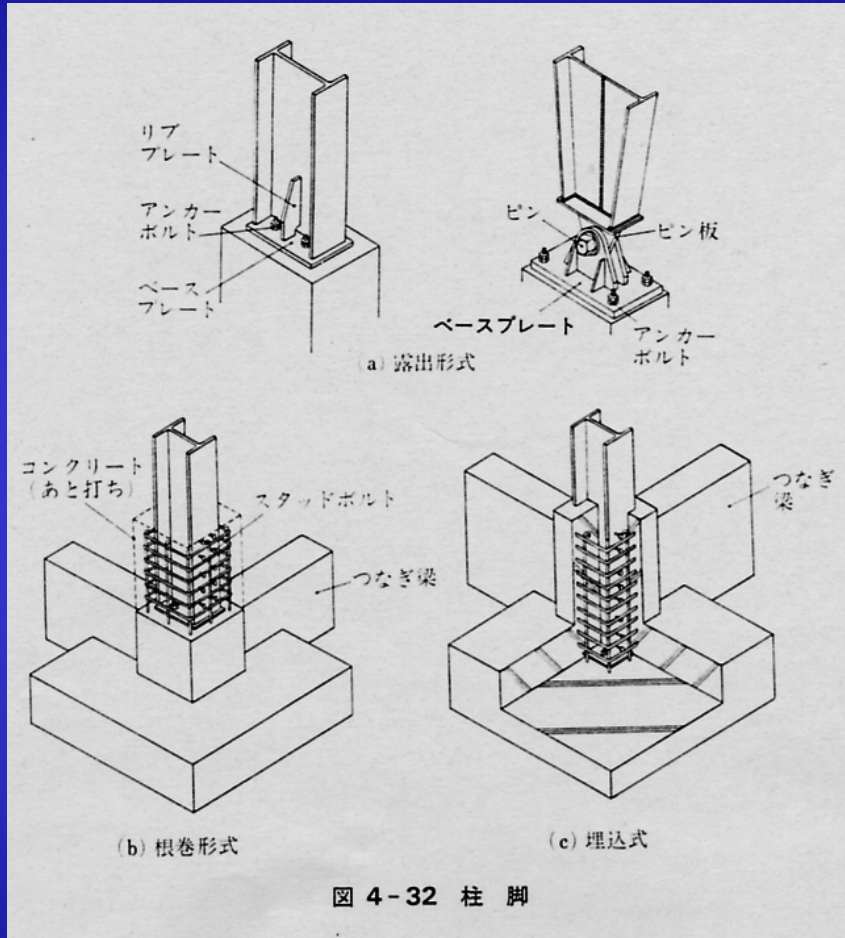 リブ
プレート
アンカー
ボルト
ベース
プレート
ピン
ピン板
ベースプレート
アンカー
ボルト
(a) 露出形式
コンクリート
(あと打ち)
スタッドボルト
つなぎ梁
つなぎ
梁
(b) 根巻形式
(c) 埋込式
図 4-32 柱 脚